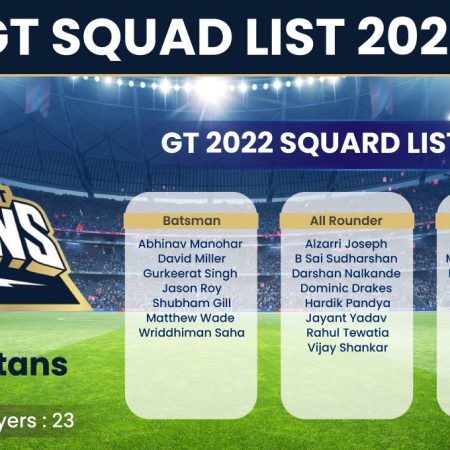 GT SQUAD LIST 202
GT 2022 SQUARD LIST
Batsman
Abhinav Manohar
David Miller
Gurkeerat Singh
Jason Roy
Shubham Gill
Matthew Wade
Wriddhiman Saha
All Rounder
Alzarri Joseph
B Sai Sudharshan
Darshan Nalkande
Dominic Drakes
Hardik Pandya
Jayant Yadav
Rahul Tewatia
Vijay Shankar
tans
yers : 23